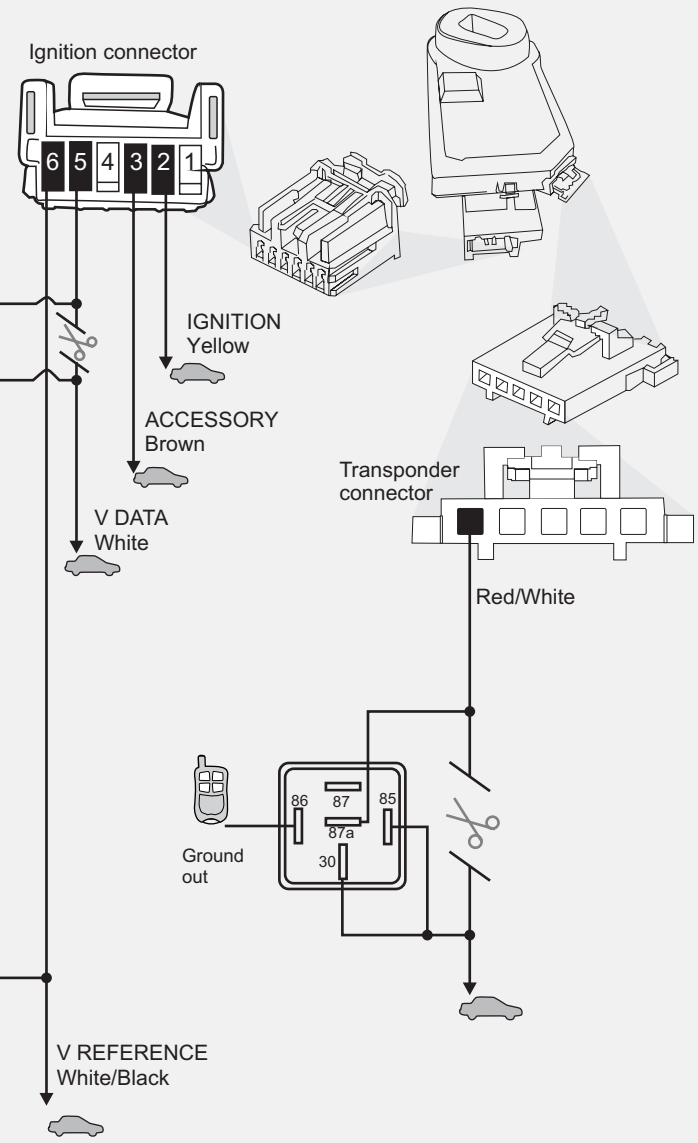 Ignition connector
6 5 4 3 2 1
IGNITION
Yellow
ACCESSORY
Brown
V DATA
White
Transponder
connector
Red/White
86
87
85
87a
30
Ground
out
V REFERENCE
White/Black